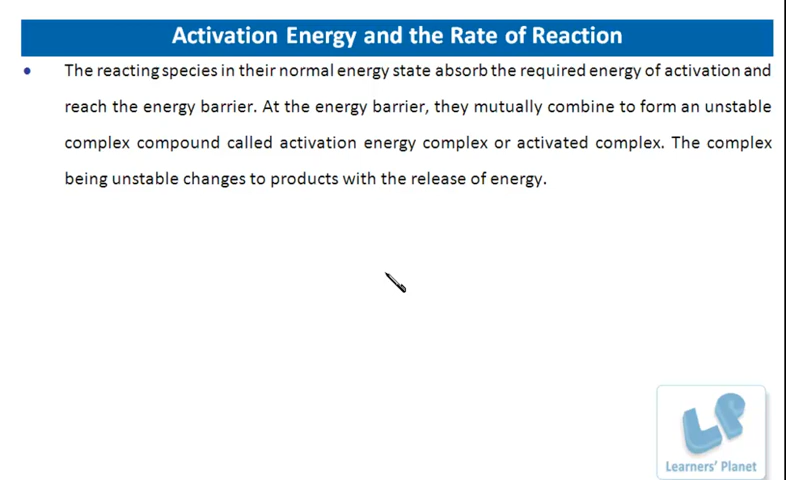 Activation Energy and the Rate of Reaction
• The reacting species in their normal energy state absorb the required energy of activation and
reach the energy barrier. At the energy barrier, they mutually combine to form an unstable
complex compound called activation energy complex or activated complex. The complex
being unstable changes to products with the release of energy.
LP
Learners' Planet